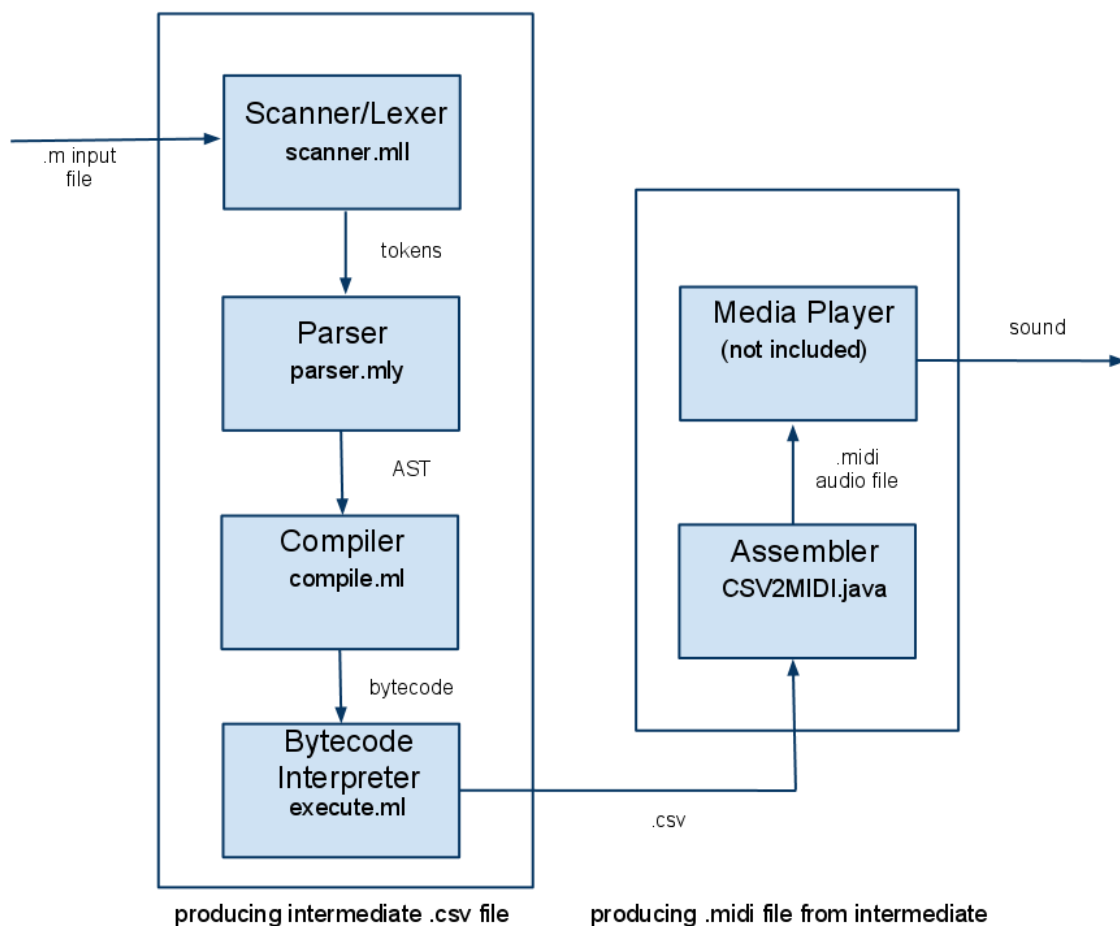 Scanner/Lexer
scanner.mll
.m input
file
tokens
Parser
parser.mly
AST
Compiler
compile.ml
bytecode
Bytecode
Interpreter
execute.ml
.csv
Media Player
(not included)
sound
.midi
audio file
Assembler
CSV2MIDI.java
producing intermediate .csv file
producing .midi file from intermediate